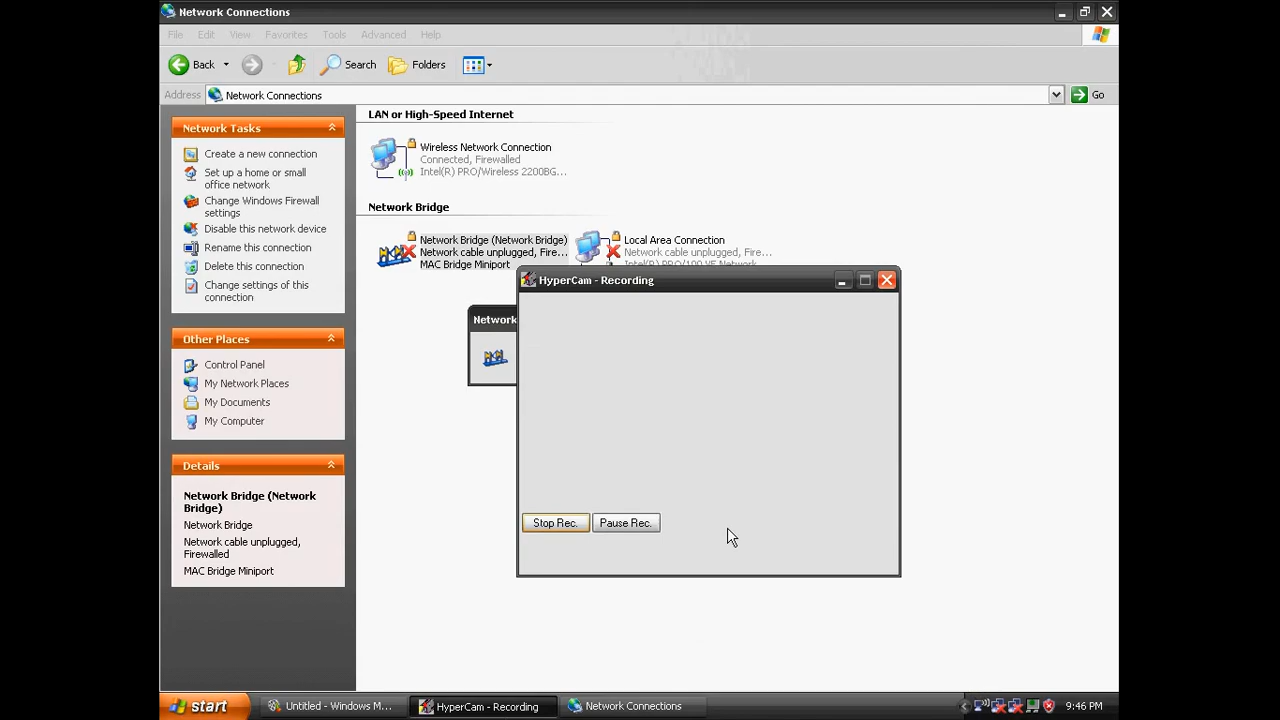 Network Connections
File Edit View Favorites Tools Advanced Help
Back Search Folders
Address Network Connections Go
Network Tasks
Create a new connection
Set up a home or small
office network
Change Windows Firewall
settings
Disable this network device
Rename this connection
Delete this connection
Change settings of this
connection
Other Places
Control Panel
My Network Places
My Documents
My Computer
Details
Network Bridge (Network
Bridge)
Network Bridge
Network cable unplugged,
Firewalled
MAC Bridge Miniport
LAN or High-Speed Internet
Wireless Network Connection
Connected, Firewalled
Intel(R) PRO/Wireless 2200BG...
Network Bridge
Network Bridge (Network Bridge)
Network cable unplugged, Fire...
MAC Bridge Miniport
Local Area Connection
Network cable unplugged, Fire...
Intel(R) PRO/100 VE Network
Network
HyperCam - Recording
Stop Rec. Pause Rec.
start Untitled - Windows M... HyperCam - Recording Network Connections 9:46 PM